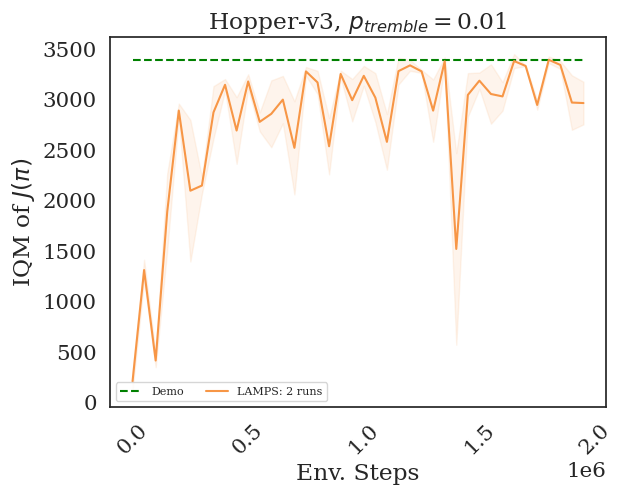 Hopper-v3, $p_{tremble} = 0.01$
IQM of $J(\pi)$
3500
3000
2500
2000
1500
1000
500
0
Demo
LAMPS: 2 runs
0.0
0.5
1.0
1.5
2.0
1e6
Env. Steps